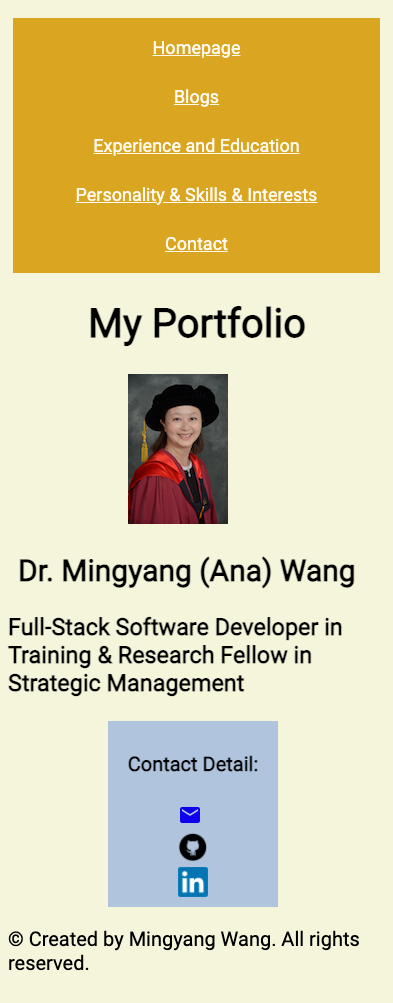 Homepage
Blogs
Experience and Education
Personality & Skills & Interests
Contact
My Portfolio
Dr. Mingyang (Ana) Wang
Full-Stack Software Developer in
Training & Research Fellow in
Strategic Management
Contact Detail:
in
© Created by Mingyang Wang. All rights
reserved.